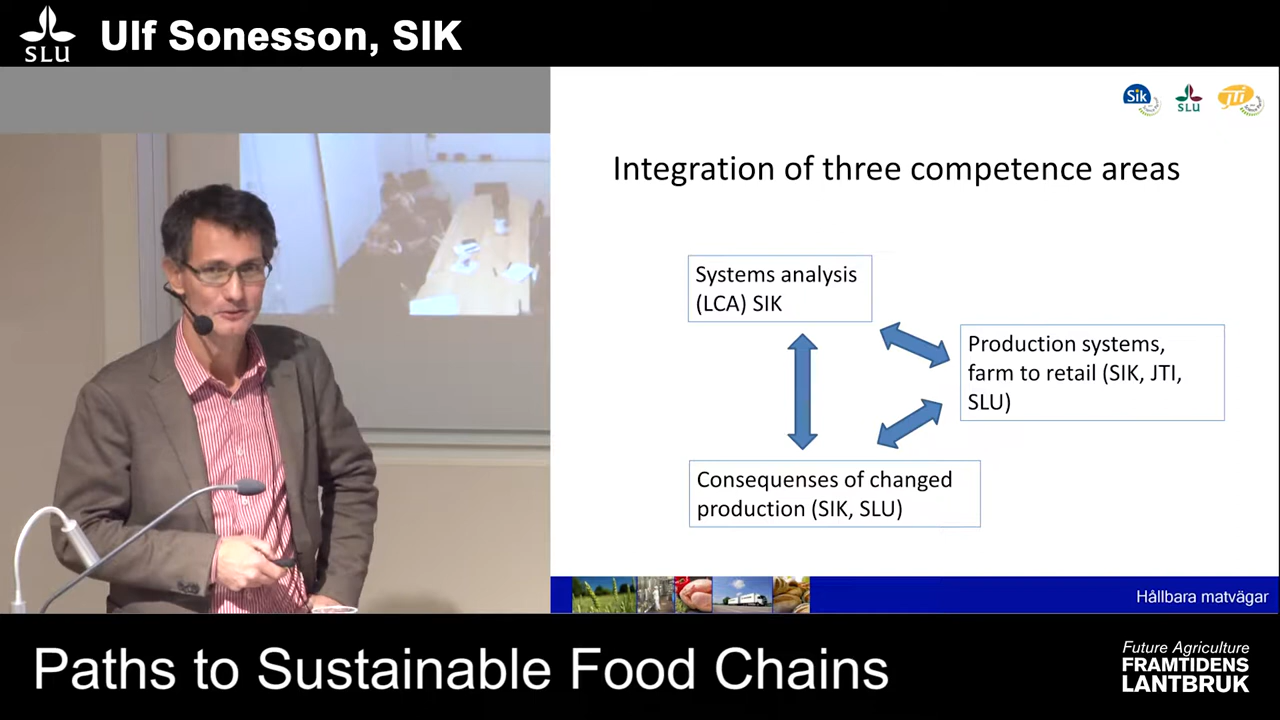 SLU
Ulf Sonesson, SIK
Sik
SLU
JTI
Integration of three competence areas
Systems analysis
(LCA) SIK
Production systems,
farm to retail (SIK, JTI,
SLU)
Consequenses of changed
production (SIK, SLU)
Hållbara matvägar
Paths to Sustainable Food Chains
Future Agriculture
FRAMTIDENS
LANTBRUK